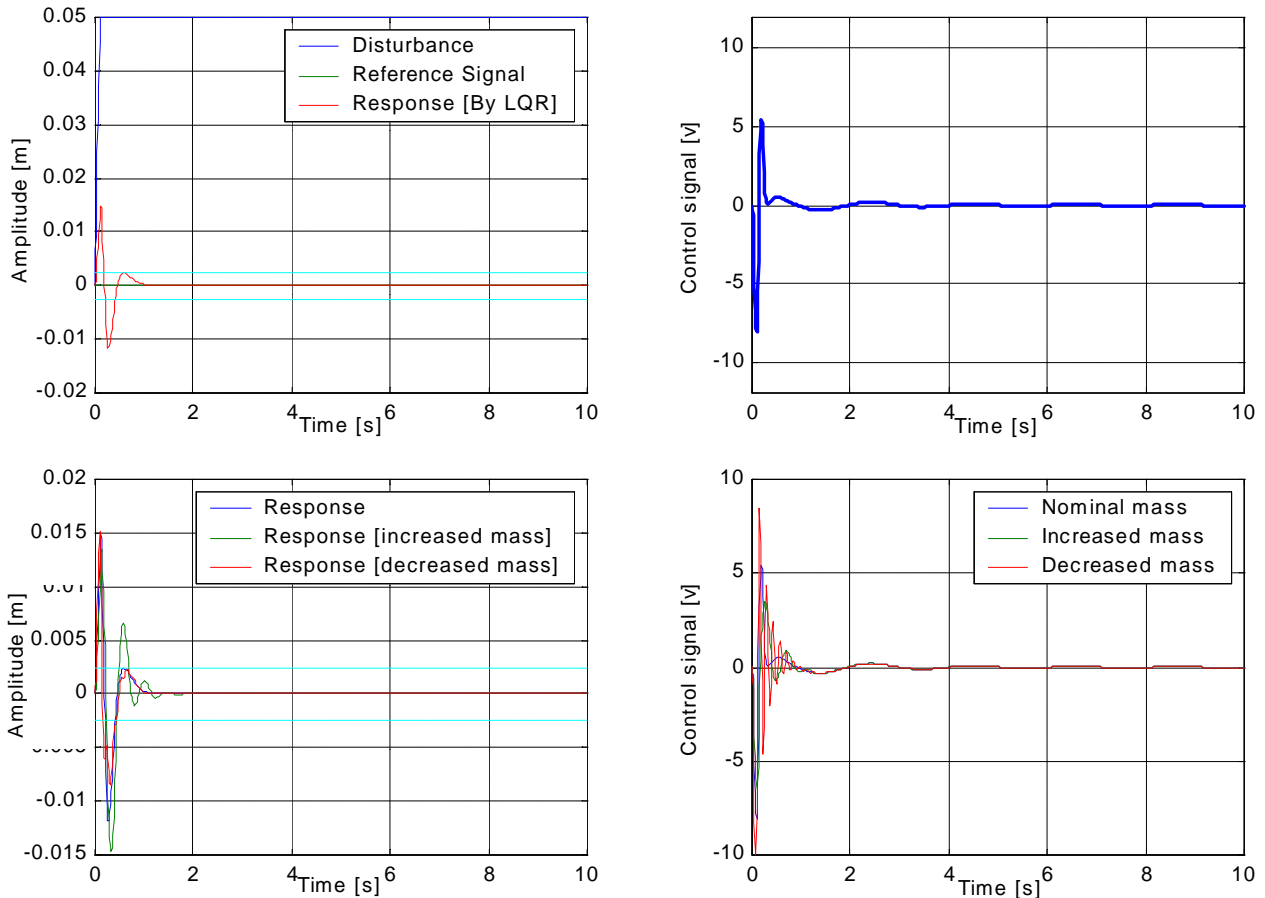 0.05
0.04
0.03
0.02
0.01
0
-0.01
-0.02
Amplitude [m]
Disturbance
Reference Signal
Response [By LQR]
0 2 4 6 8 10
Time [s]
10
5
0
-5
-10
Control signal [v]
0 2 4 6 8 10
Time [s]
0.02
0.015
0.005
0
-0.01
-0.015
Amplitude [m]
Response
Response [increased mass]
Response [decreased mass]
0 2 4 6 8 10
Time [s]
10
5
0
-5
-10
Control signal [v]
Nominal mass
Increased mass
Decreased mass
0 2 4 6 8 10
Time [s]